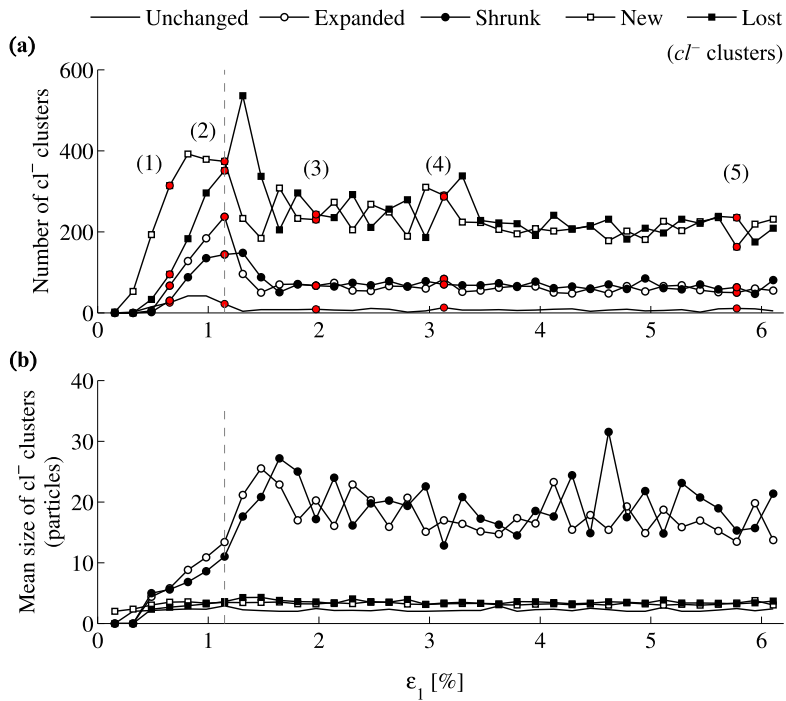 Unchanged Expanded Shrunk New Lost
(a)
(cl⁻ clusters)
Number of cl⁻ clusters
600
400
200
0
(1)
(2)
(3)
(4)
(5)
0 1 2 3 4 5 6
(b)
Mean size of cl⁻ clusters
(particles)
40
30
20
10
0
0 1 2 3 4 5 6
ε₁ [%]